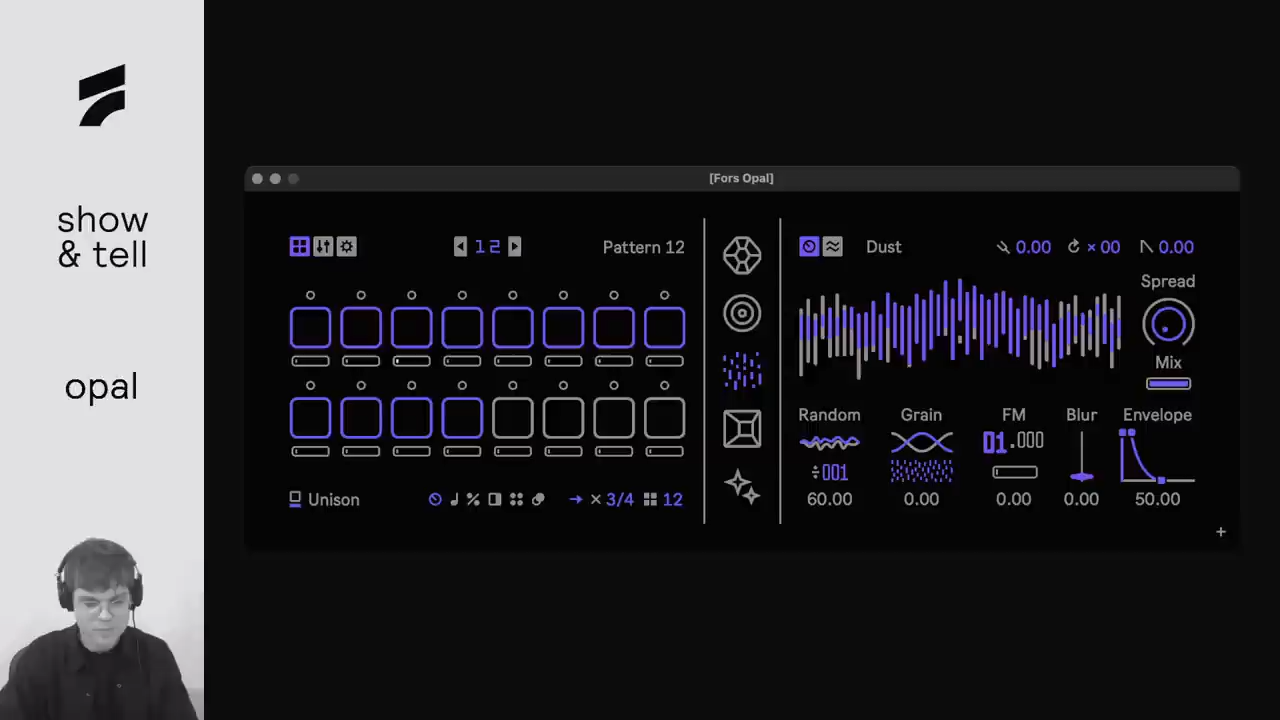 show
& tell
opal
[Fors Opal]
12
Pattern 12
Dust
0.00
×00
0.00
Spread
Mix
Random
Grain
FM
Blur
Envelope
01.000
÷001
60.00
0.00
0.00
0.00
50.00
Unison
% → × 3/4
12
+